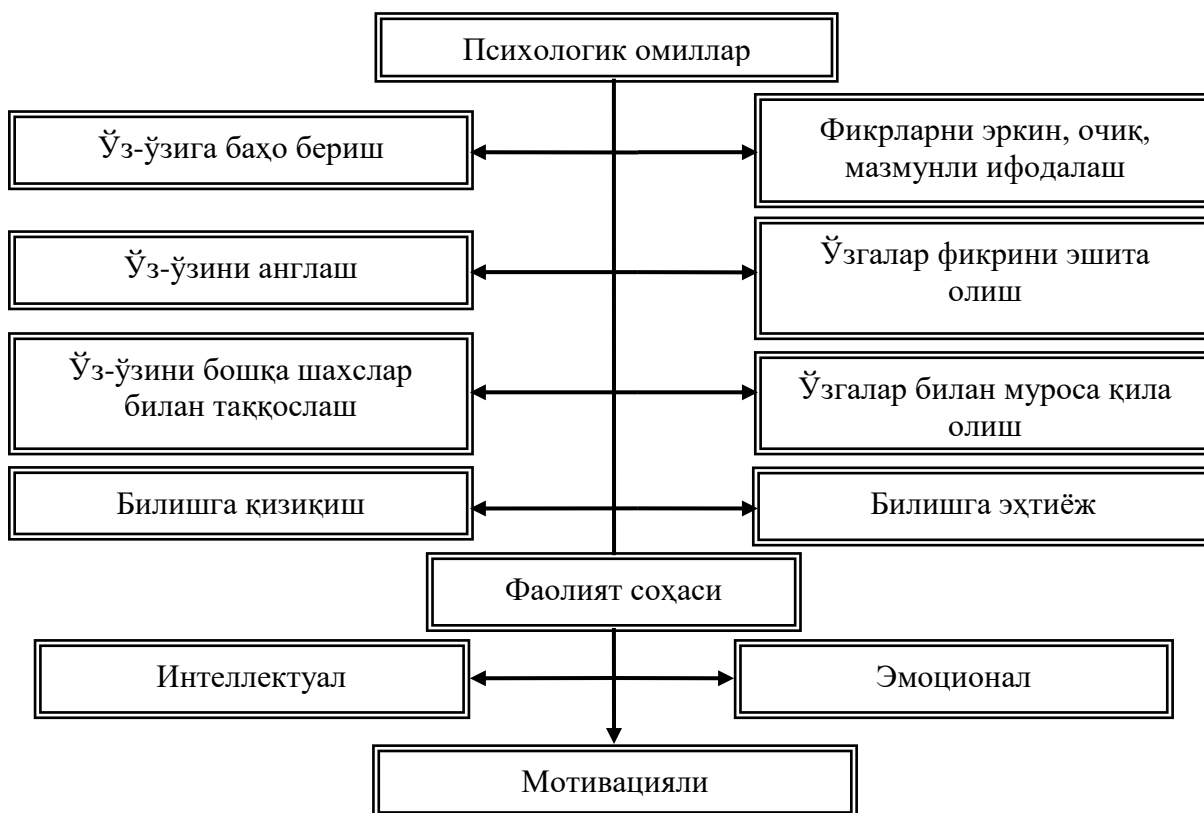 Психологик омиллар
Ўз-ўзига баҳо бериш
Фикрларни эркин, очиқ,
мазмунли ифодалаш
Ўз-ўзини англаш
Ўзгалар фикрини эшита
олиш
Ўз-ўзини бошқа шахслар
билан таққослаш
Ўзгалар билан муроса қила
олиш
Билишга қизиқиш
Билишга эҳтиёж
Фаолият соҳаси
Интеллектуал
Эмоционал
Мотивацияли